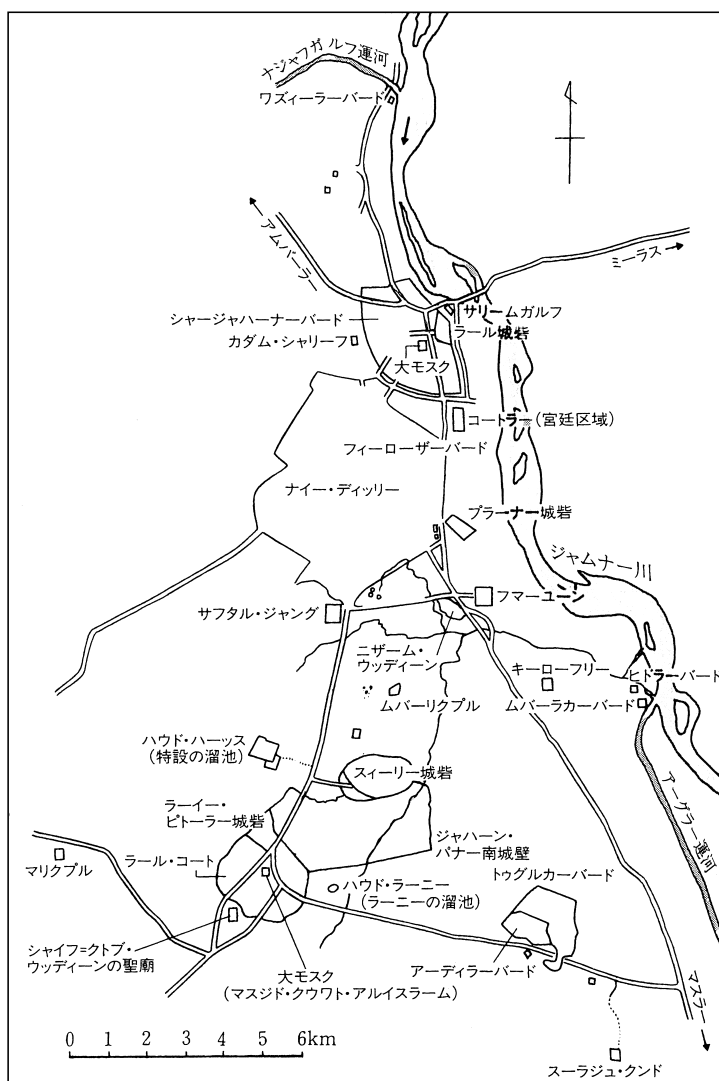 ナジャフガルフ運河
ワズィーラーバード
アムバーラー
ミーラス
サリームガルフ
シャージャハーナーバード
ラール城砦
カダム・シャリーフ
大モスク
コートラー(宮廷区域)
フィーローザーバード
ナイー・ディッリー
プラーナー城砦
ジャムナー川
サフタル・ジャング
フマーユーン
ニザーム・
ウッディーン
キーローフリー
ヒドラーバード
ムバーリクプル
ムバーラカーバード
ハウド・ハーッス
(特設の溜池)
スィーリー城砦
アーグラー運河
ラーイー・
ピトーラー城砦
ジャハーン・
パナー南城壁
ラール・コート
マリクプル
トゥグルカーバード
ハウド・ラーニー
(ラーニーの溜池)
シャイフ=クトブ・
ウッディーンの聖廟
アーディラーバード
大モスク
(マスジド・クウワト・アルイスラーム)
マスラー
スーラジュ・クンド
0 1 2 3 4 5 6km